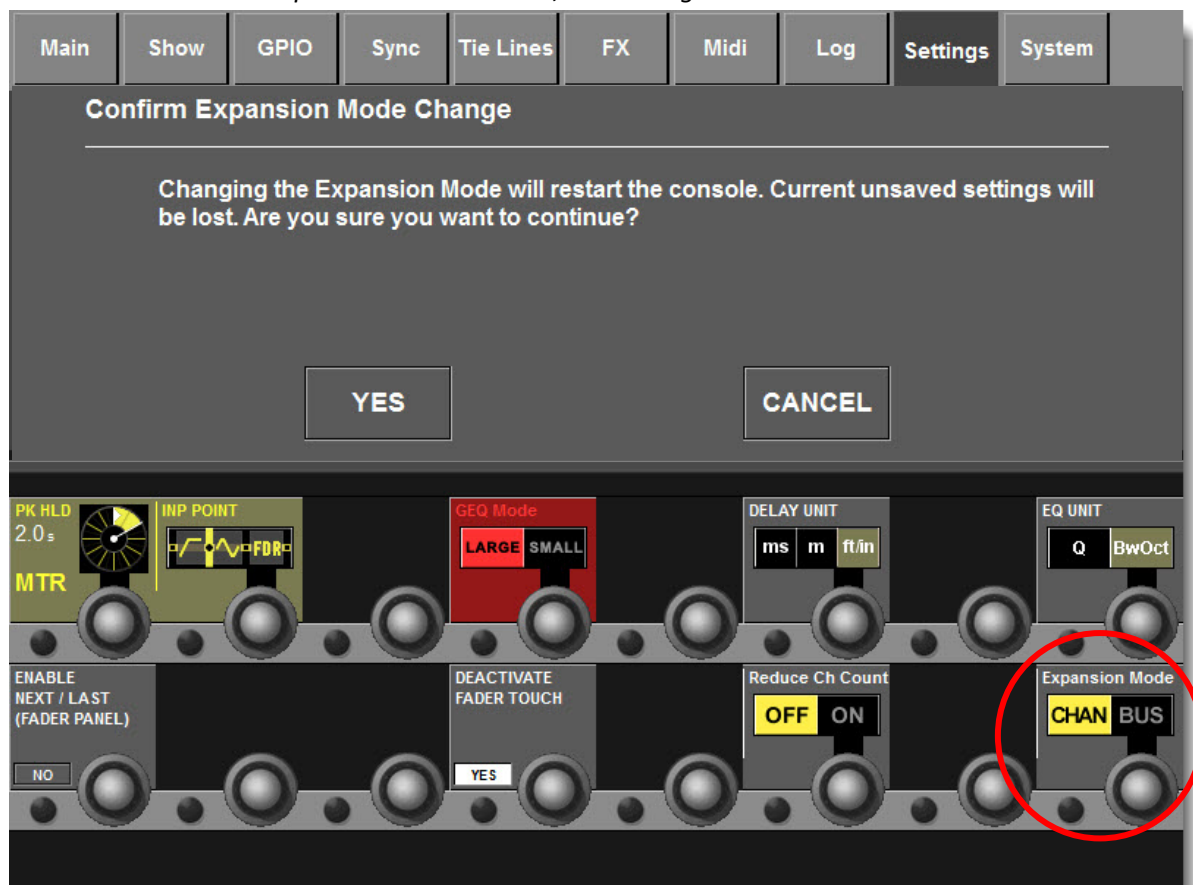 Main Show GPIO Sync Tie Lines FX Midi Log Settings System
Confirm Expansion Mode Change
Changing the Expansion Mode will restart the console. Current unsaved settings will
be lost. Are you sure you want to continue?
YES CANCEL
PK HLD INP POINT GEQ Mode DELAY UNIT EQ UNIT
2.0s FDR LARGE SMALL ms m ft/in Q BwOct
MTR
ENABLE DEACTIVATE Reduce Ch Count Expansion Mode
NEXT / LAST FADER TOUCH
(FADER PANEL) OFF ON CHAN BUS
NO YES